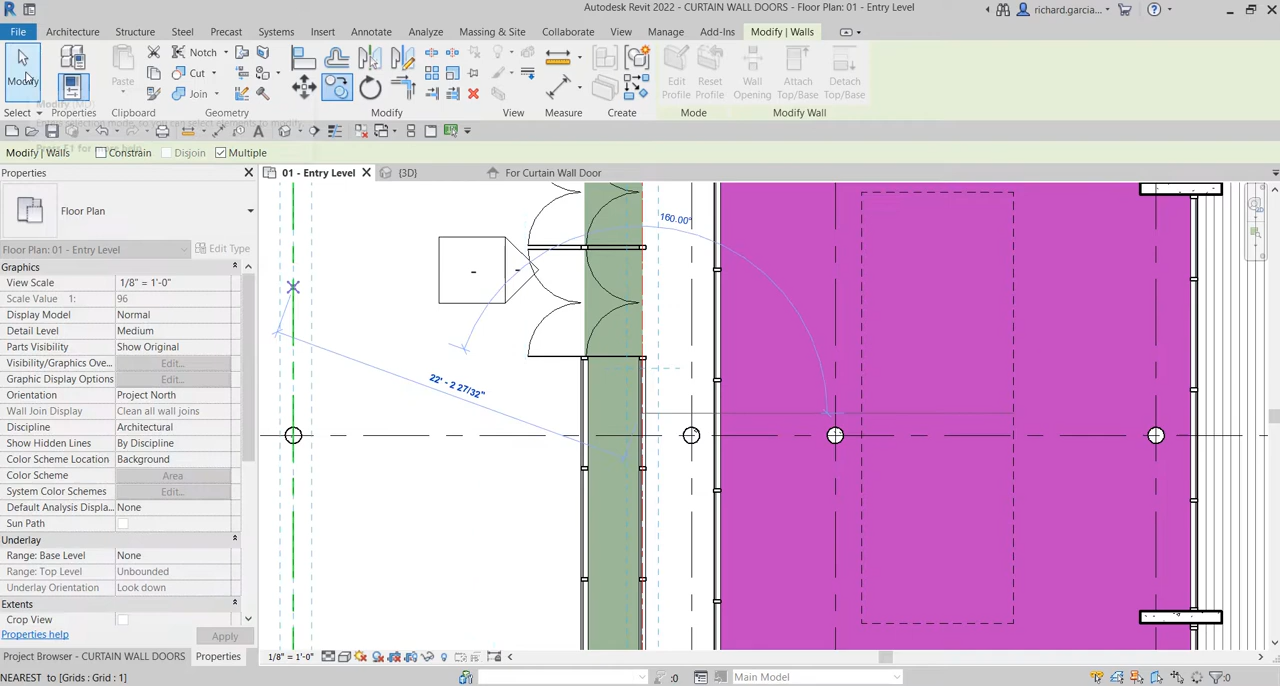 Autodesk Revit 2022 - CURTAIN WALL DOORS - Floor Plan: 01 - Entry Level
richard.garcia...
File Architecture Structure Steel Precast Systems Insert Annotate Analyze Massing & Site Collaborate View Manage Add-Ins Modify | Walls
Modify
Paste
Notch
Cut
Join
Edit Profile
Reset Profile
Wall Opening
Attach Top/Base
Detach Top/Base
Select Properties Clipboard Geometry Modify View Measure Create Mode Modify Wall
Modify | Walls Constrain Disjoin Multiple
Properties
01 - Entry Level
{3D}
For Curtain Wall Door
Floor Plan
Floor Plan: 01 - Entry Level Edit Type
Graphics
View Scale 1/8" = 1'-0"
Scale Value 1: 96
Display Model Normal
Detail Level Medium
Parts Visibility Show Original
Visibility/Graphics Ove... Edit...
Graphic Display Options Edit...
Orientation Project North
Wall Join Display Clean all wall joins
Discipline Architectural
Show Hidden Lines By Discipline
Color Scheme Location Background
Color Scheme Area
System Color Schemes Edit...
Default Analysis Displa... None
Sun Path
Underlay
Range: Base Level None
Range: Top Level Unbounded
Underlay Orientation Look down
Extents
Crop View
Properties help Apply
Project Browser - CURTAIN WALL DOORS Properties
160.00°
22' - 2 27/32"
1/8" = 1'-0"
NEAREST to [Grids : Grid : 1]
:0
Main Model
:0